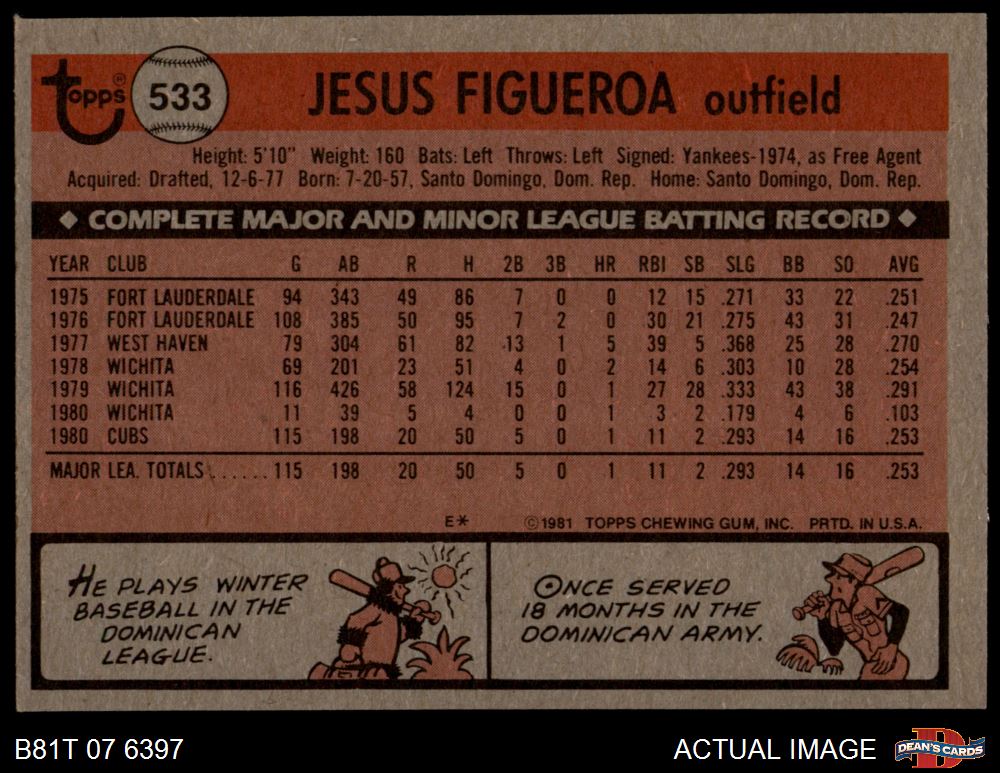 Topps® 533 JESUS FIGUEROA outfield
Height: 5'10" Weight: 160 Bats: Left Throws: Left Signed: Yankees-1974, as Free Agent
Acquired: Drafted, 12-6-77 Born: 7-20-57, Santo Domingo, Dom. Rep. Home: Santo Domingo, Dom. Rep.
◆ COMPLETE MAJOR AND MINOR LEAGUE BATTING RECORD ◆
YEAR CLUB G AB R H 2B 3B HR RBI SB SLG BB SO AVG
1975 FORT LAUDERDALE 94 343 49 86 7 0 0 12 15 .271 33 22 .251
1976 FORT LAUDERDALE 108 385 50 95 7 2 0 30 21 .275 43 31 .247
1977 WEST HAVEN 79 304 61 82 13 1 5 39 5 .368 25 28 .270
1978 WICHITA 69 201 23 51 4 0 2 14 6 .303 10 28 .254
1979 WICHITA 116 426 58 124 15 0 1 27 28 .333 43 38 .291
1980 WICHITA 11 39 5 4 0 0 1 3 2 .179 4 6 .103
1980 CUBS 115 198 20 50 5 0 1 11 2 .293 14 16 .253
MAJOR LEA. TOTALS ....... 115 198 20 50 5 0 1 11 2 .293 14 16 .253
E* ©1981 TOPPS CHEWING GUM, INC. PRTD. IN U.S.A.
HE PLAYS WINTER
BASEBALL IN THE
DOMINICAN
LEAGUE.
ONCE SERVED
18 MONTHS IN THE
DOMINICAN ARMY.
B81T 07 6397 ACTUAL IMAGE DEAN'S CARDS